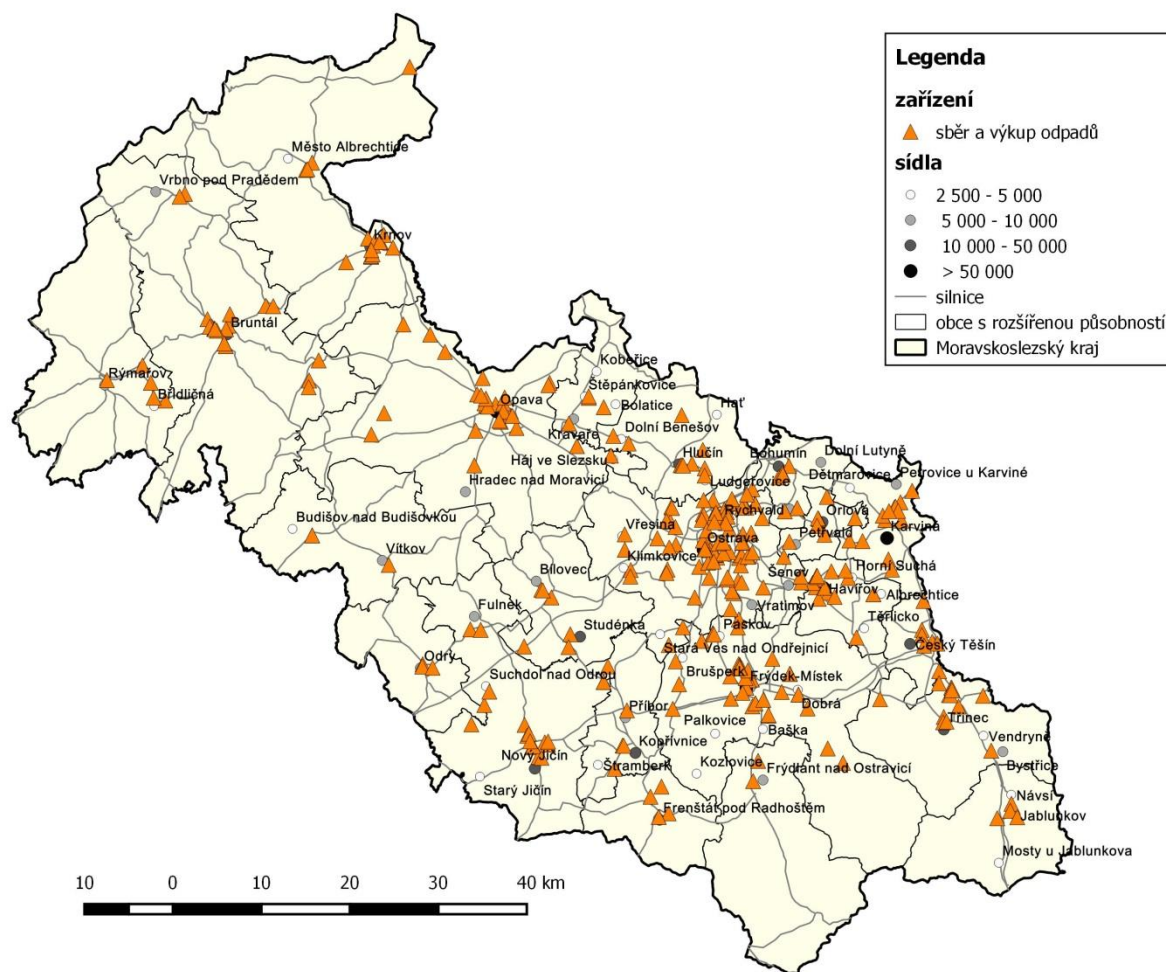 Legenda
zařízení
sběr a výkup odpadů
sídla
2 500 - 5 000
5 000 - 10 000
10 000 - 50 000
> 50 000
silnice
obce s rozšířenou působností
Moravskoslezský kraj
Město Albrechtice
Vrbno pod Pradědem
Krnov
Bruntál
Rýmařov
Břidličná
Kobeřice
Štěpánkovice
Bolatice
Hať
Opava
Kravaře
Dolní Benešov
Háj ve Slezsku
Hlučín
Bohumín
Dolní Lutyně
Dětmarovice
Petrovice u Karviné
Hradec nad Moravicí
Ludgeřovice
Rychvald
Orlová
Budišov nad Budišovkou
Vřesina
Petřvald
Karviná
Ostrava
Vítkov
Klimkovice
Horní Suchá
Bílovec
Šenov
Havířov
Albrechtice
Fulnek
Vratimov
Těrlicko
Studénka
Paskov
Český Těšín
Stará Ves nad Ondřejnicí
Odry
Suchdol nad Odrou
Brušperk
Frýdek-Místek
Dobrá
Příbor
Palkovice
Baška
Třinec
Vendryně
Nový Jičín
Kopřivnice
Bystřice
Štramberk
Kozlovice
Frýdlant nad Ostravicí
Starý Jičín
Návsí
Frenštát pod Radhoštěm
Jablunkov
Mosty u Jablunkova
10 0 10 20 30 40 km